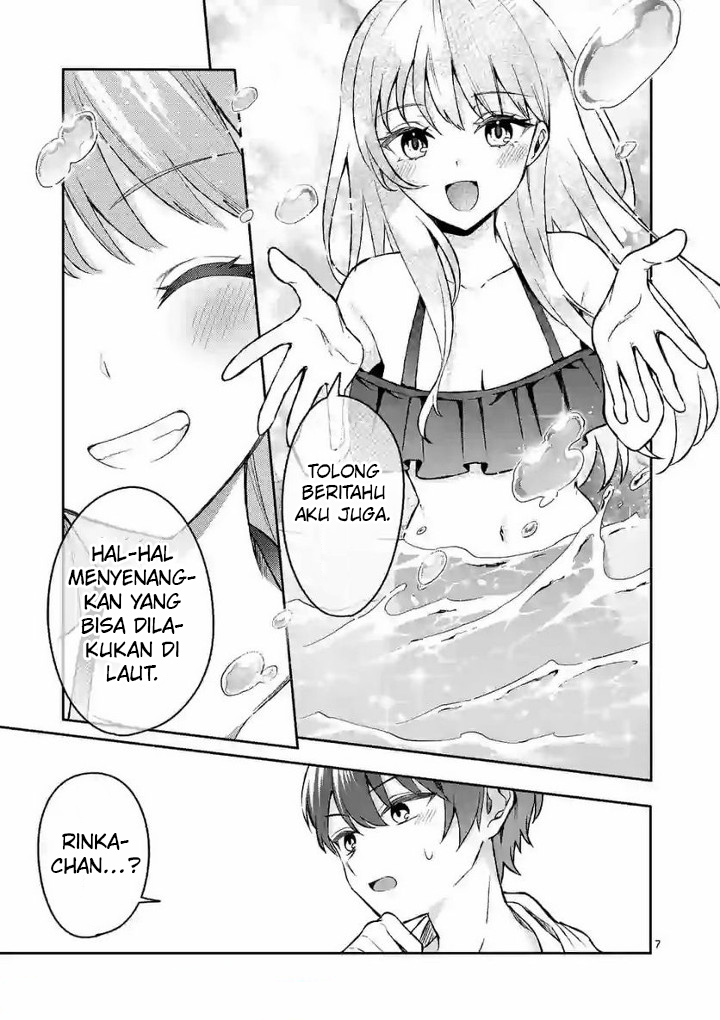 TOLONG
BERITAHU
AKU JUGA.
HAL-HAL
MENYENANG-
KAN YANG
BISA DILA-
KUKAN DI
LAUT.
RINKA-
CHAN...?
7